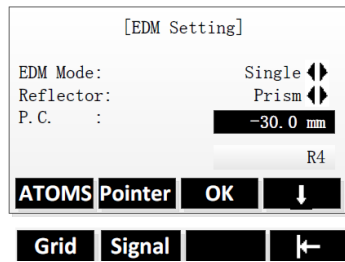 [EDM Setting]
EDM Mode: Single
Reflector: Prism
P.C. : -30.0 mm
R4
ATOMS Pointer OK
Grid Signal